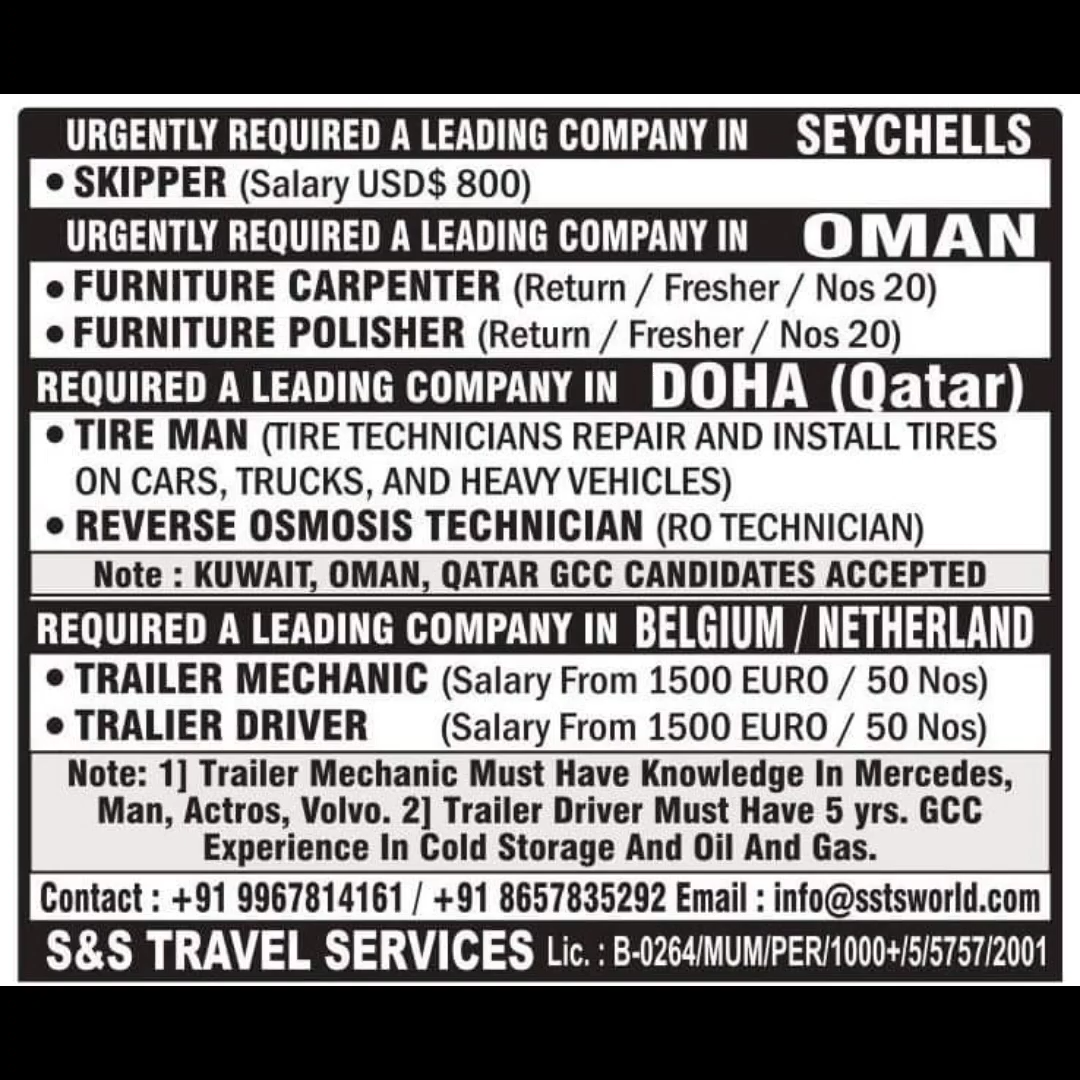 URGENTLY REQUIRED A LEADING COMPANY IN SEYCHELLS
• SKIPPER (Salary USD$ 800)
URGENTLY REQUIRED A LEADING COMPANY IN OMAN
• FURNITURE CARPENTER (Return / Fresher / Nos 20)
• FURNITURE POLISHER (Return / Fresher / Nos 20)
REQUIRED A LEADING COMPANY IN DOHA (Qatar)
• TIRE MAN (TIRE TECHNICIANS REPAIR AND INSTALL TIRES
ON CARS, TRUCKS, AND HEAVY VEHICLES)
• REVERSE OSMOSIS TECHNICIAN (RO TECHNICIAN)
Note : KUWAIT, OMAN, QATAR GCC CANDIDATES ACCEPTED
REQUIRED A LEADING COMPANY IN BELGIUM / NETHERLAND
• TRAILER MECHANIC (Salary From 1500 EURO / 50 Nos)
• TRALIER DRIVER (Salary From 1500 EURO / 50 Nos)
Note: 1] Trailer Mechanic Must Have Knowledge In Mercedes,
Man, Actros, Volvo. 2] Trailer Driver Must Have 5 yrs. GCC
Experience In Cold Storage And Oil And Gas.
Contact : +91 9967814161 / +91 8657835292 Email : info@sstsworld.com
S&S TRAVEL SERVICES Lic. : B-0264/MUM/PER/1000+/5/5757/2001